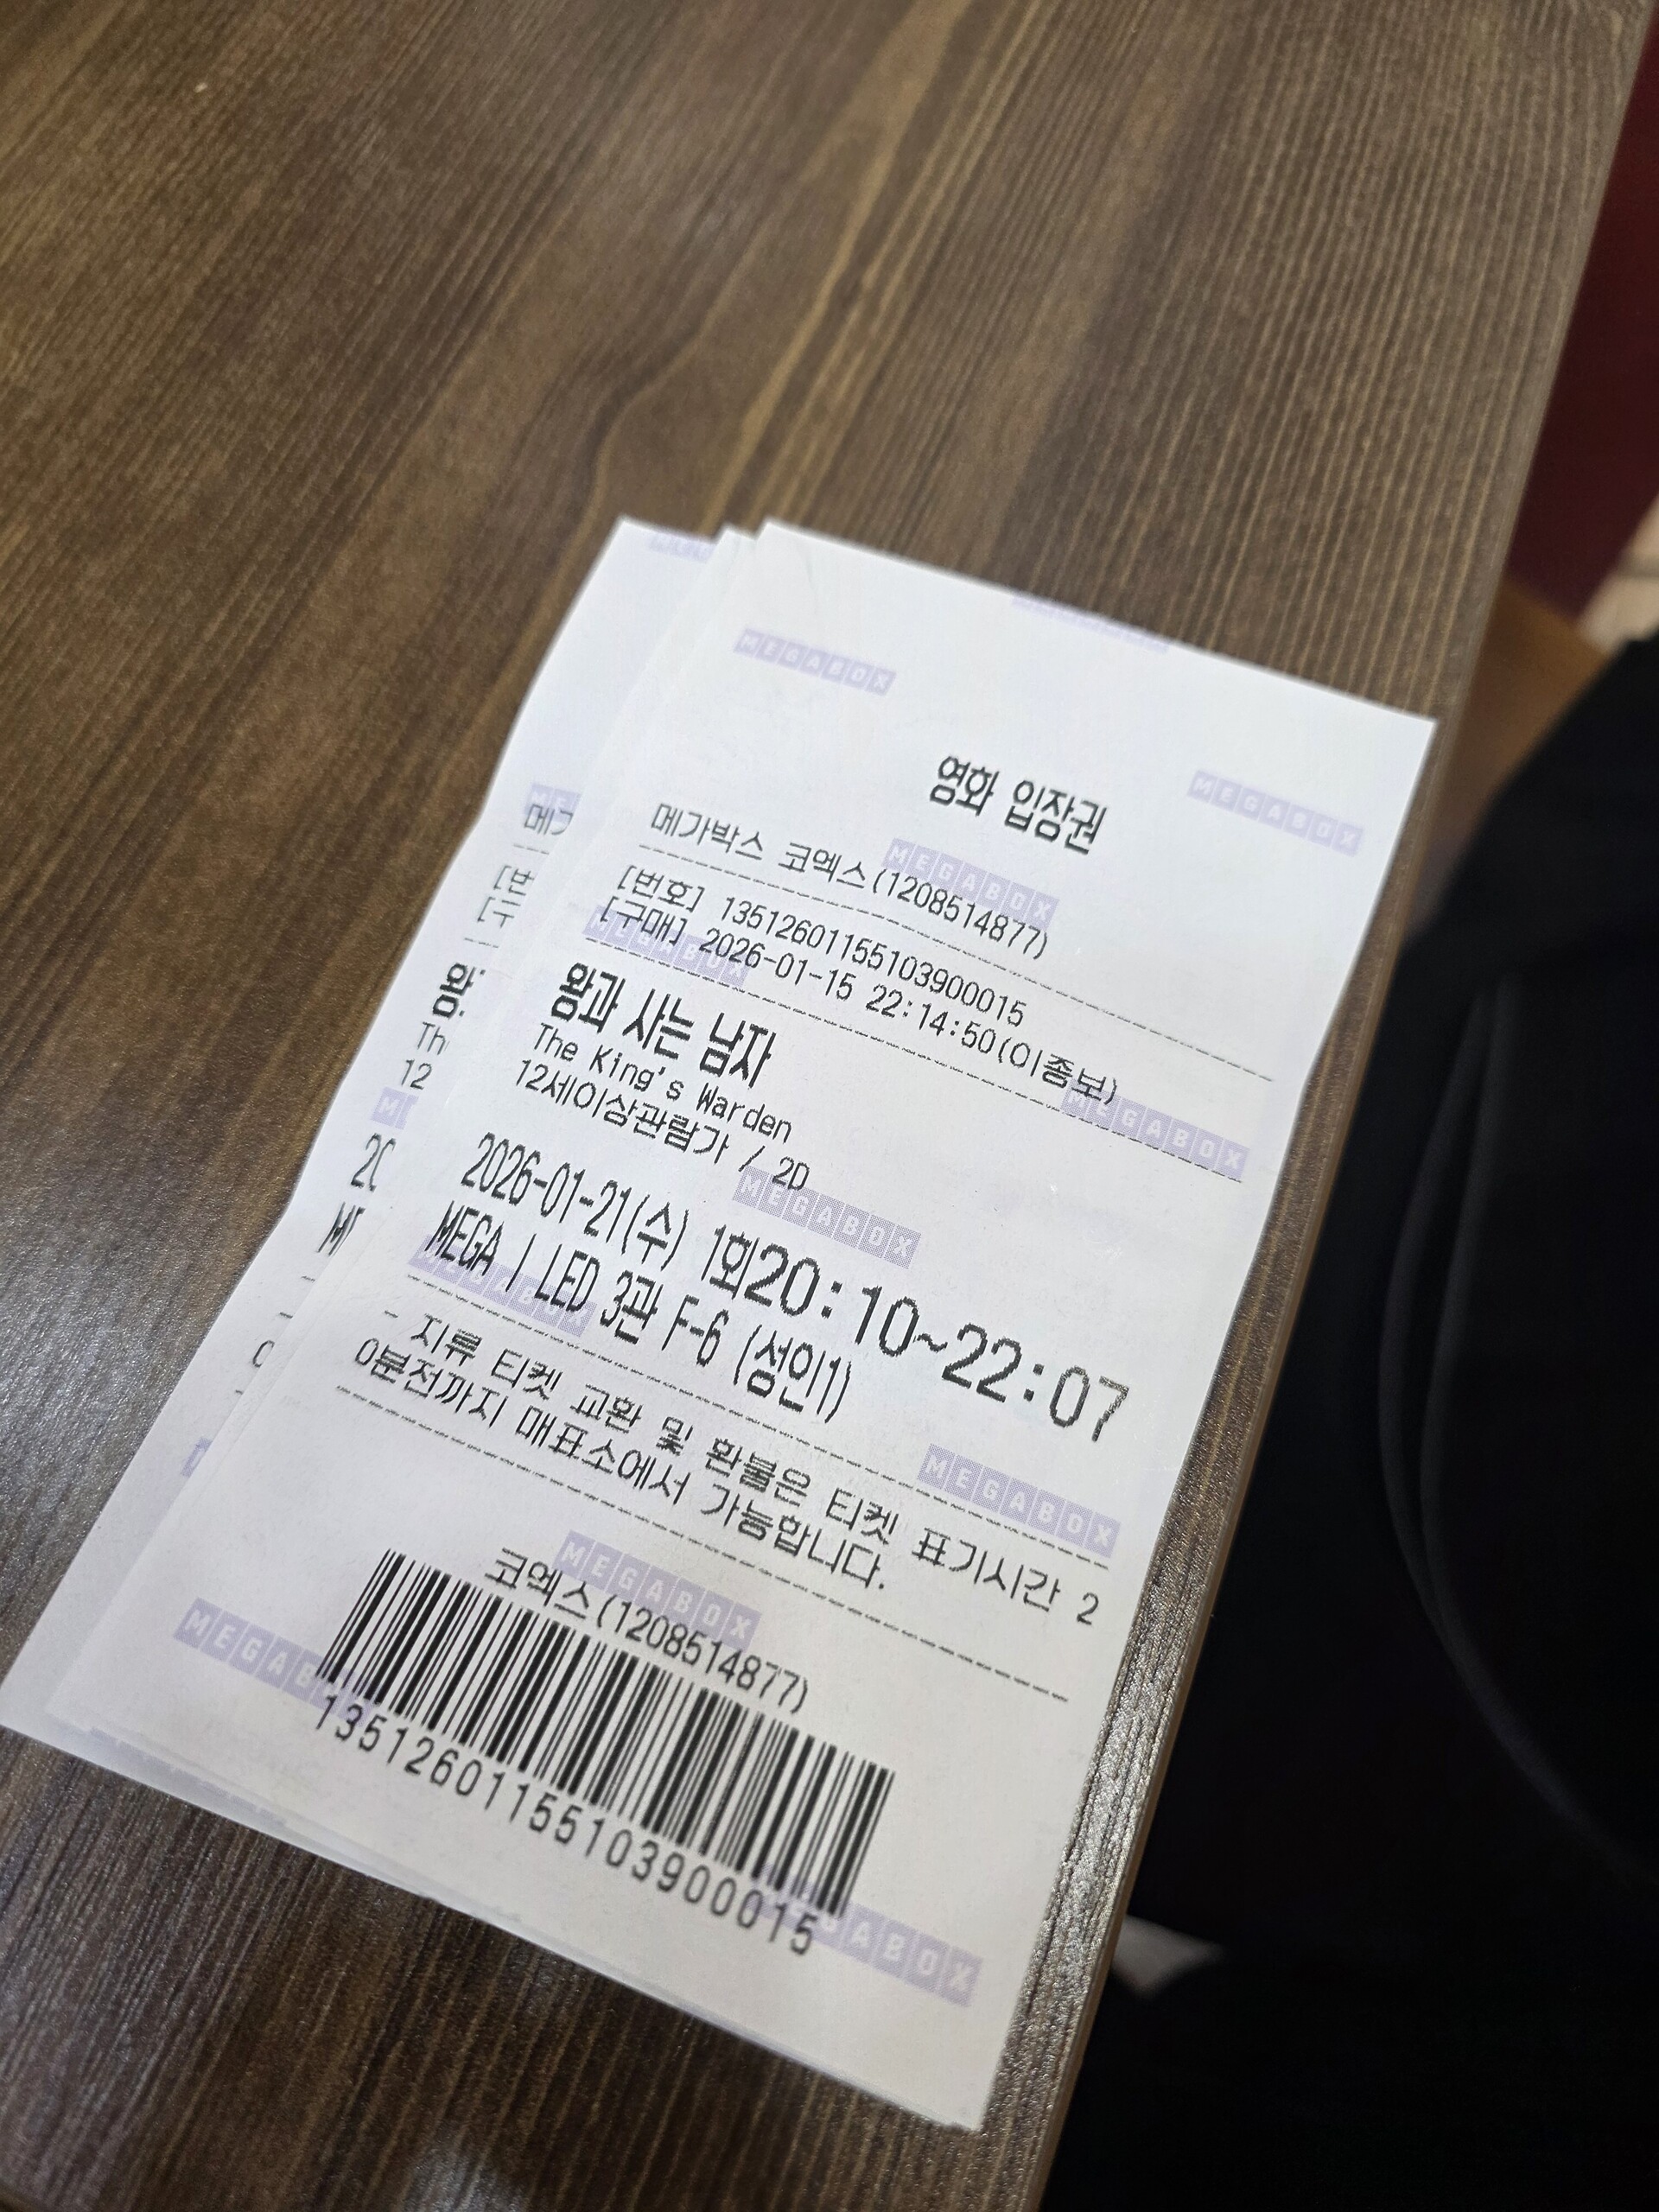 MEGABOX
영화 입장권
메가박스 코엑스(1208514877)
[번호] 13512601155103900015
[구매] 2026-01-15 22:14:50(이종보)
왕과 사는 남자
The King's Warden
12세이상관람가 / 2D
2026-01-21(수) 1회20:10~22:07
MEGA | LED 3관 F-6 (성인1)
- 지류 티켓 교환 및 환불은 티켓 표기시간 2
0분전까지 매표소에서 가능합니다.
코엑스(1208514877)
13512601155103900015